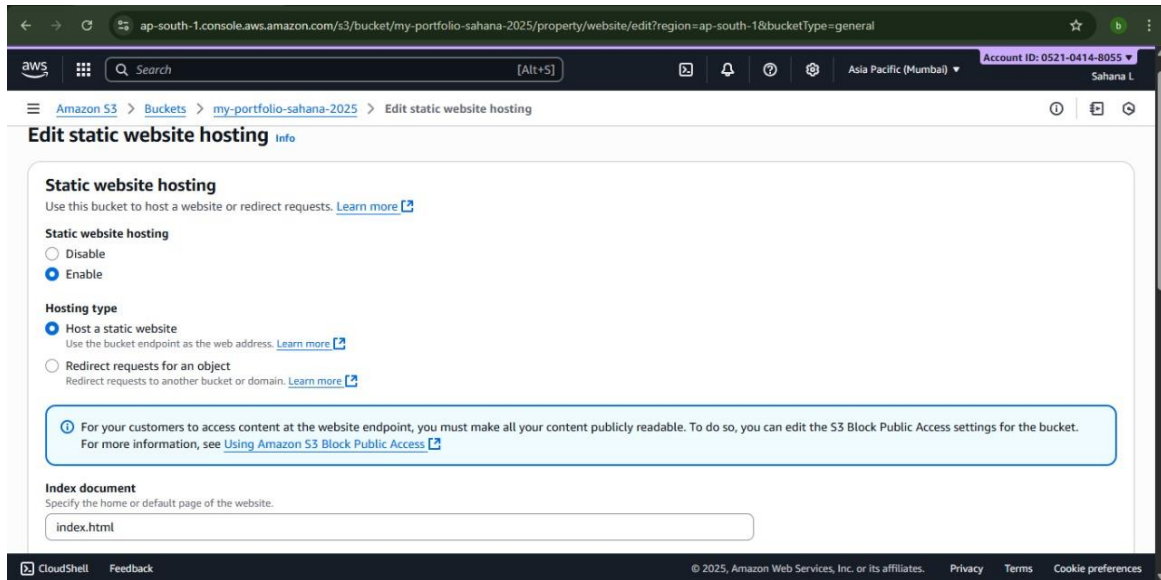 ap-south-1.console.aws.amazon.com/s3/bucket/my-portfolio-sahana-2025/property/website/edit?region=ap-south-1&bucketType=general
b
aws
Search
[Alt+S]
Asia Pacific (Mumbai) ▼
Account ID: 0521-0414-8055 ▼
Sahana L
Amazon S3 > Buckets > my-portfolio-sahana-2025 > Edit static website hosting
Edit static website hosting Info
Static website hosting
Use this bucket to host a website or redirect requests. Learn more
Static website hosting
Disable
Enable
Hosting type
Host a static website
Use the bucket endpoint as the web address. Learn more
Redirect requests for an object
Redirect requests to another bucket or domain. Learn more
For your customers to access content at the website endpoint, you must make all your content publicly readable. To do so, you can edit the S3 Block Public Access settings for the bucket.
For more information, see Using Amazon S3 Block Public Access
Index document
Specify the home or default page of the website.
index.html
CloudShell Feedback
© 2025, Amazon Web Services, Inc. or its affiliates. Privacy Terms Cookie preferences